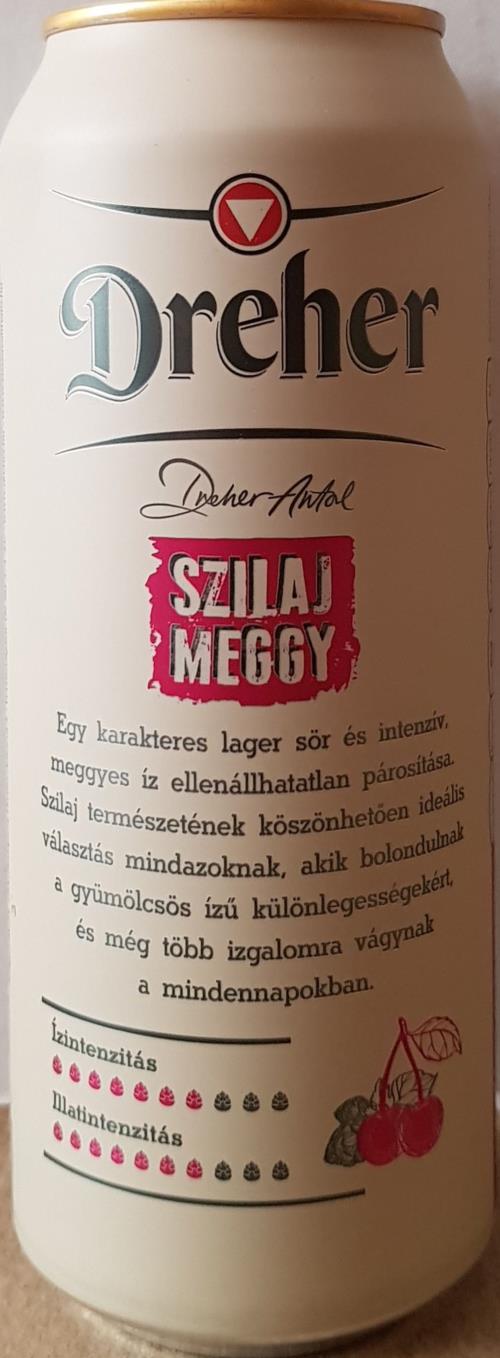 Dreher
Dreher Antal
SZILAJ
MEGGY
Egy karakteres lager sör és intenzív,
meggyes íz ellenállhatatlan párosítása.
Szilaj természetének köszönhetően ideális
választás mindazoknak, akik bolondulnak
a gyümölcsös ízű különlegességekért,
és még több izgalomra vágynak
a mindennapokban.
Ízintenzitás
Illatintenzitás